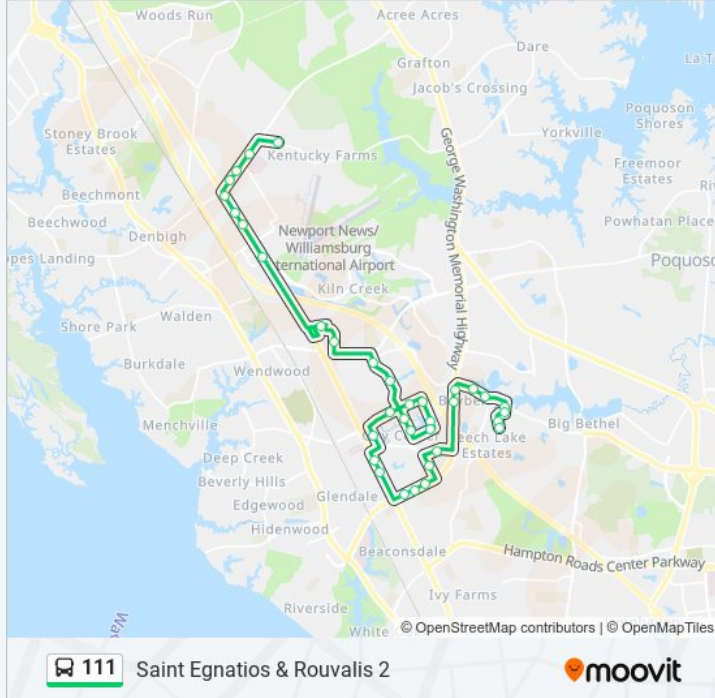 Woods Run
Acree Acres
Grafton
Dare
La T
Jacob's Crossing
Poquoson
Shores
Stoney Brook
Estates
Yorkville
Kentucky Farms
Freemoor
Estates
Riv
Beechmont
George Washington Memorial Highway
Beechwood
Denbigh
Newport News/
Williamsburg
ternational Airport
Powhatan Place
opes Landing
Poquoso
Kiln Creek
Shore Park
Walden
Burkdale
Wendwood
Menchville
Big Bethel
eech Lake
Estates
Deep Creek
Beverly Hills
Glendale
Edgewood
Hidenwood
Beaconsdale
Hampton Roads Center Parkway
Ivy Farms
Riverside
White
© OpenStreetMap contributors | © OpenMapTiles
111 Saint Egnatios & Rouvalis 2
moovit